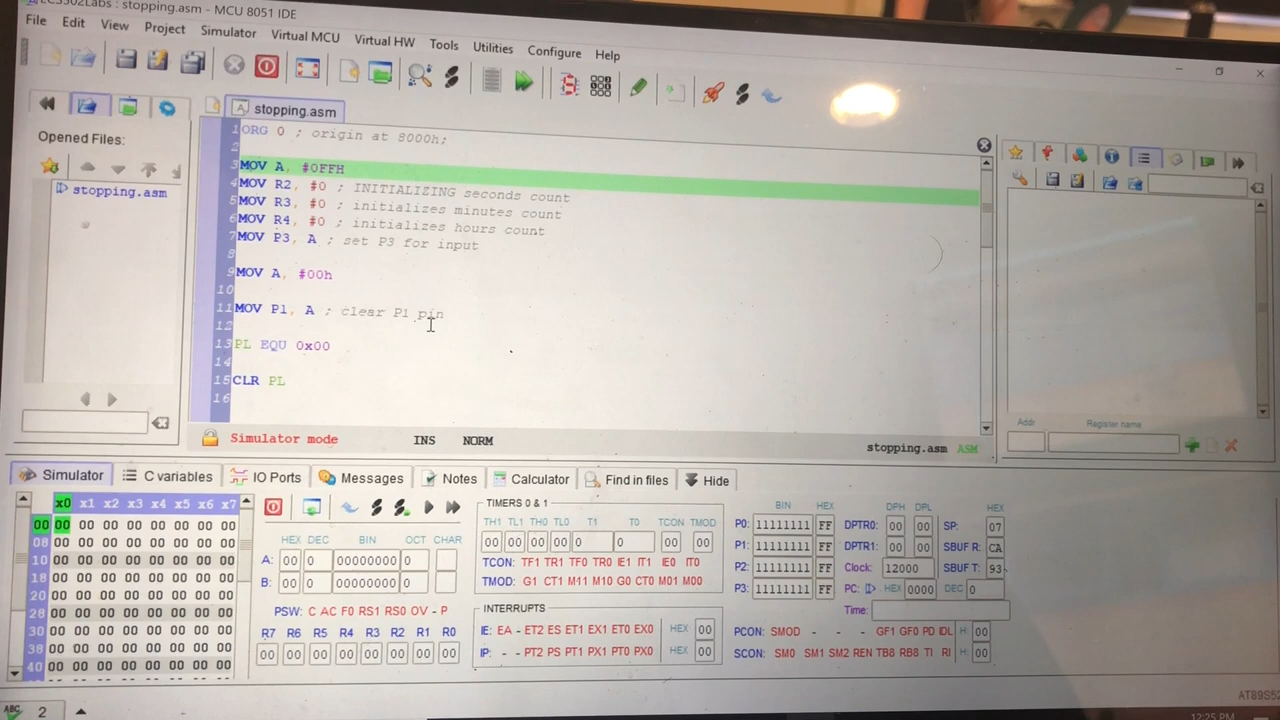 : stopping.asm - MCU 8051 IDE
File Edit View Project Simulator Virtual MCU Virtual HW Tools Utilities Configure Help
stopping.asm
Opened Files:
stopping.asm
1 ORG 0 ; origin at 8000h;
2
3 MOV A, #0FFH
4 MOV R2, #0 ; INITIALIZING seconds count
5 MOV R3, #0 ; initializes minutes count
6 MOV R4, #0 ; initializes hours count
7 MOV P3, A ; set P3 for input
8
9 MOV A, #00h
10
11 MOV P1, A ; clear P1 pin
12
13 PL EQU 0x00
14
15 CLR PL
16
Addr Register name
Simulator mode INS NORM stopping.asm ASM
Simulator C variables IO Ports Messages Notes Calculator Find in files Hide
x0 x1 x2 x3 x4 x5 x6 x7
00 00 00 00 00 00 00 00 00
08 00 00 00 00 00 00 00 00
10 00 00 00 00 00 00 00 00
18 00 00 00 00 00 00 00 00
20 00 00 00 00 00 00 00 00
28 00 00 00 00 00 00 00 00
30 00 00 00 00 00 00 00 00
38 00 00 00 00 00 00 00 00
40 00 00 00 00 00 00 00 00
HEX DEC BIN OCT CHAR
A: 00 0 00000000 0
B: 00 0 00000000 0
PSW: C AC F0 RS1 RS0 OV - P
R7 R6 R5 R4 R3 R2 R1 R0
00 00 00 00 00 00 00 00
TIMERS 0 & 1
TH1 TL1 TH0 TL0 T1 T0 TCON TMOD
00 00 00 00 0 0 00 00
TCON: TF1 TR1 TF0 TR0 IE1 IT1 IE0 IT0
TMOD: G1 CT1 M11 M10 G0 CT0 M01 M00
INTERRUPTS
IE: EA - ET2 ES ET1 EX1 ET0 EX0 HEX 00
IP: - - PT2 PS PT1 PX1 PT0 PX0 HEX 00
BIN HEX
P0: 11111111 FF
P1: 11111111 FF
P2: 11111111 FF
P3: 11111111 FF
DPH DPL HEX
DPTR0: 00 00 SP: 07
DPTR1: 00 00 SBUF R: CA
Clock: 12000 SBUF T: 93
PC: HEX 0000 DEC 0
Time:
PCON: SMOD - - - GF1 GF0 PD IDL H: 00
SCON: SM0 SM1 SM2 REN TB8 RB8 TI RI H: 00
AT89S52
ABC 2
12:25 PM